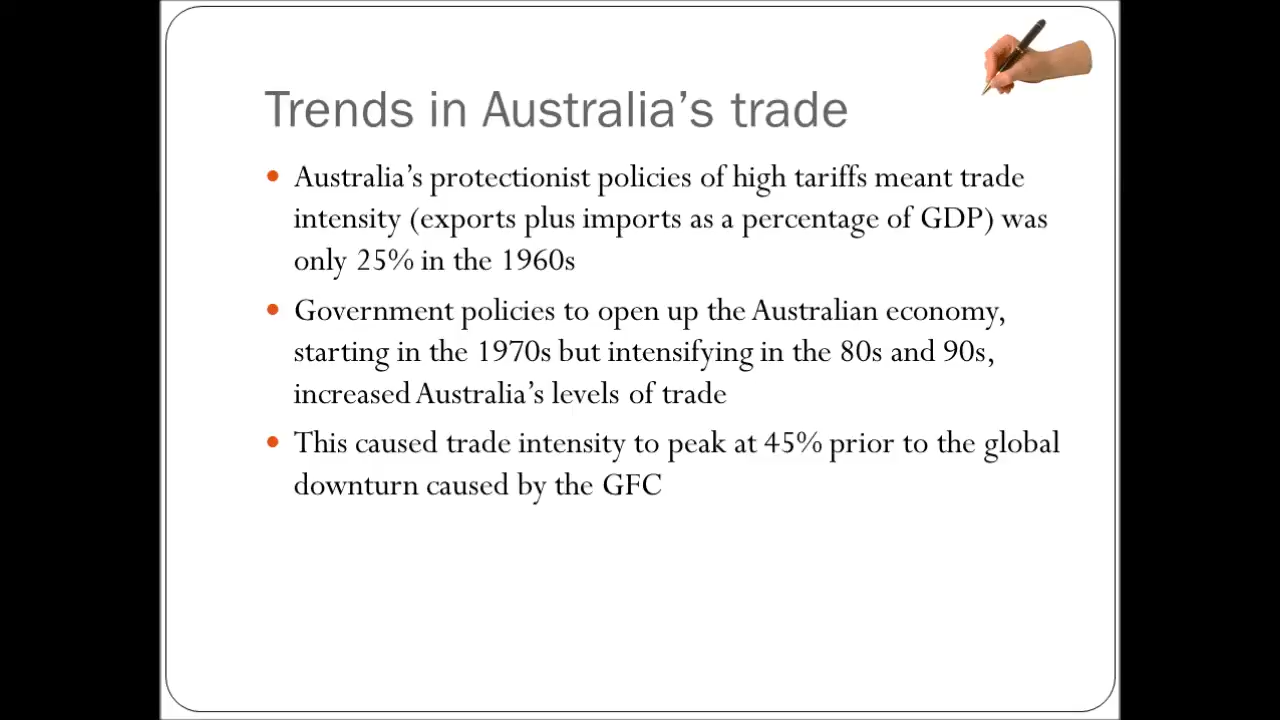 Trends in Australia’s trade
Australia’s protectionist policies of high tariffs meant trade
intensity (exports plus imports as a percentage of GDP) was
only 25% in the 1960s
Government policies to open up the Australian economy,
starting in the 1970s but intensifying in the 80s and 90s,
increased Australia’s levels of trade
This caused trade intensity to peak at 45% prior to the global
downturn caused by the GFC